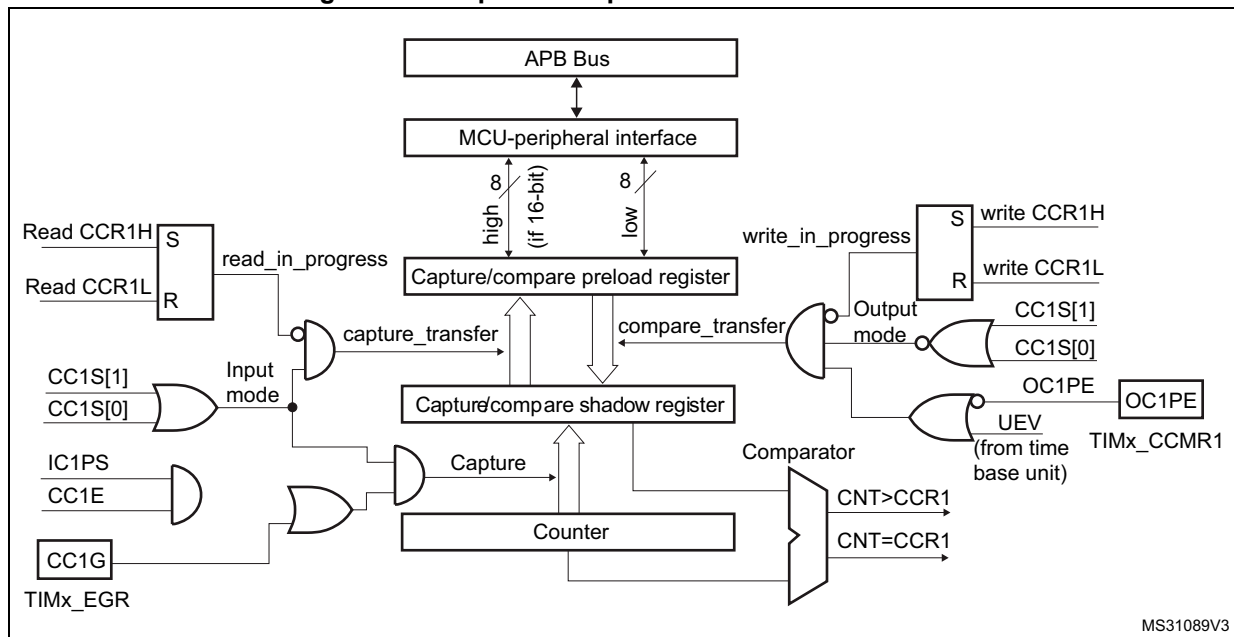 APB Bus
MCU-peripheral interface
8
high
(if 16-bit)
8
low
Read CCR1H
S
read_in_progress
Read CCR1L
R
write_in_progress
S
write CCR1H
R
write CCR1L
Capture/compare preload register
capture_transfer
compare_transfer
Output
mode
CC1S[1]
CC1S[0]
CC1S[1]
CC1S[0]
Input
mode
Capture/compare shadow register
OC1PE
OC1PE
UEV
(from time
base unit)
TIMx_CCMR1
IC1PS
CC1E
Capture
Comparator
Counter
CNT>CCR1
CNT=CCR1
CC1G
TIMx_EGR
MS31089V3